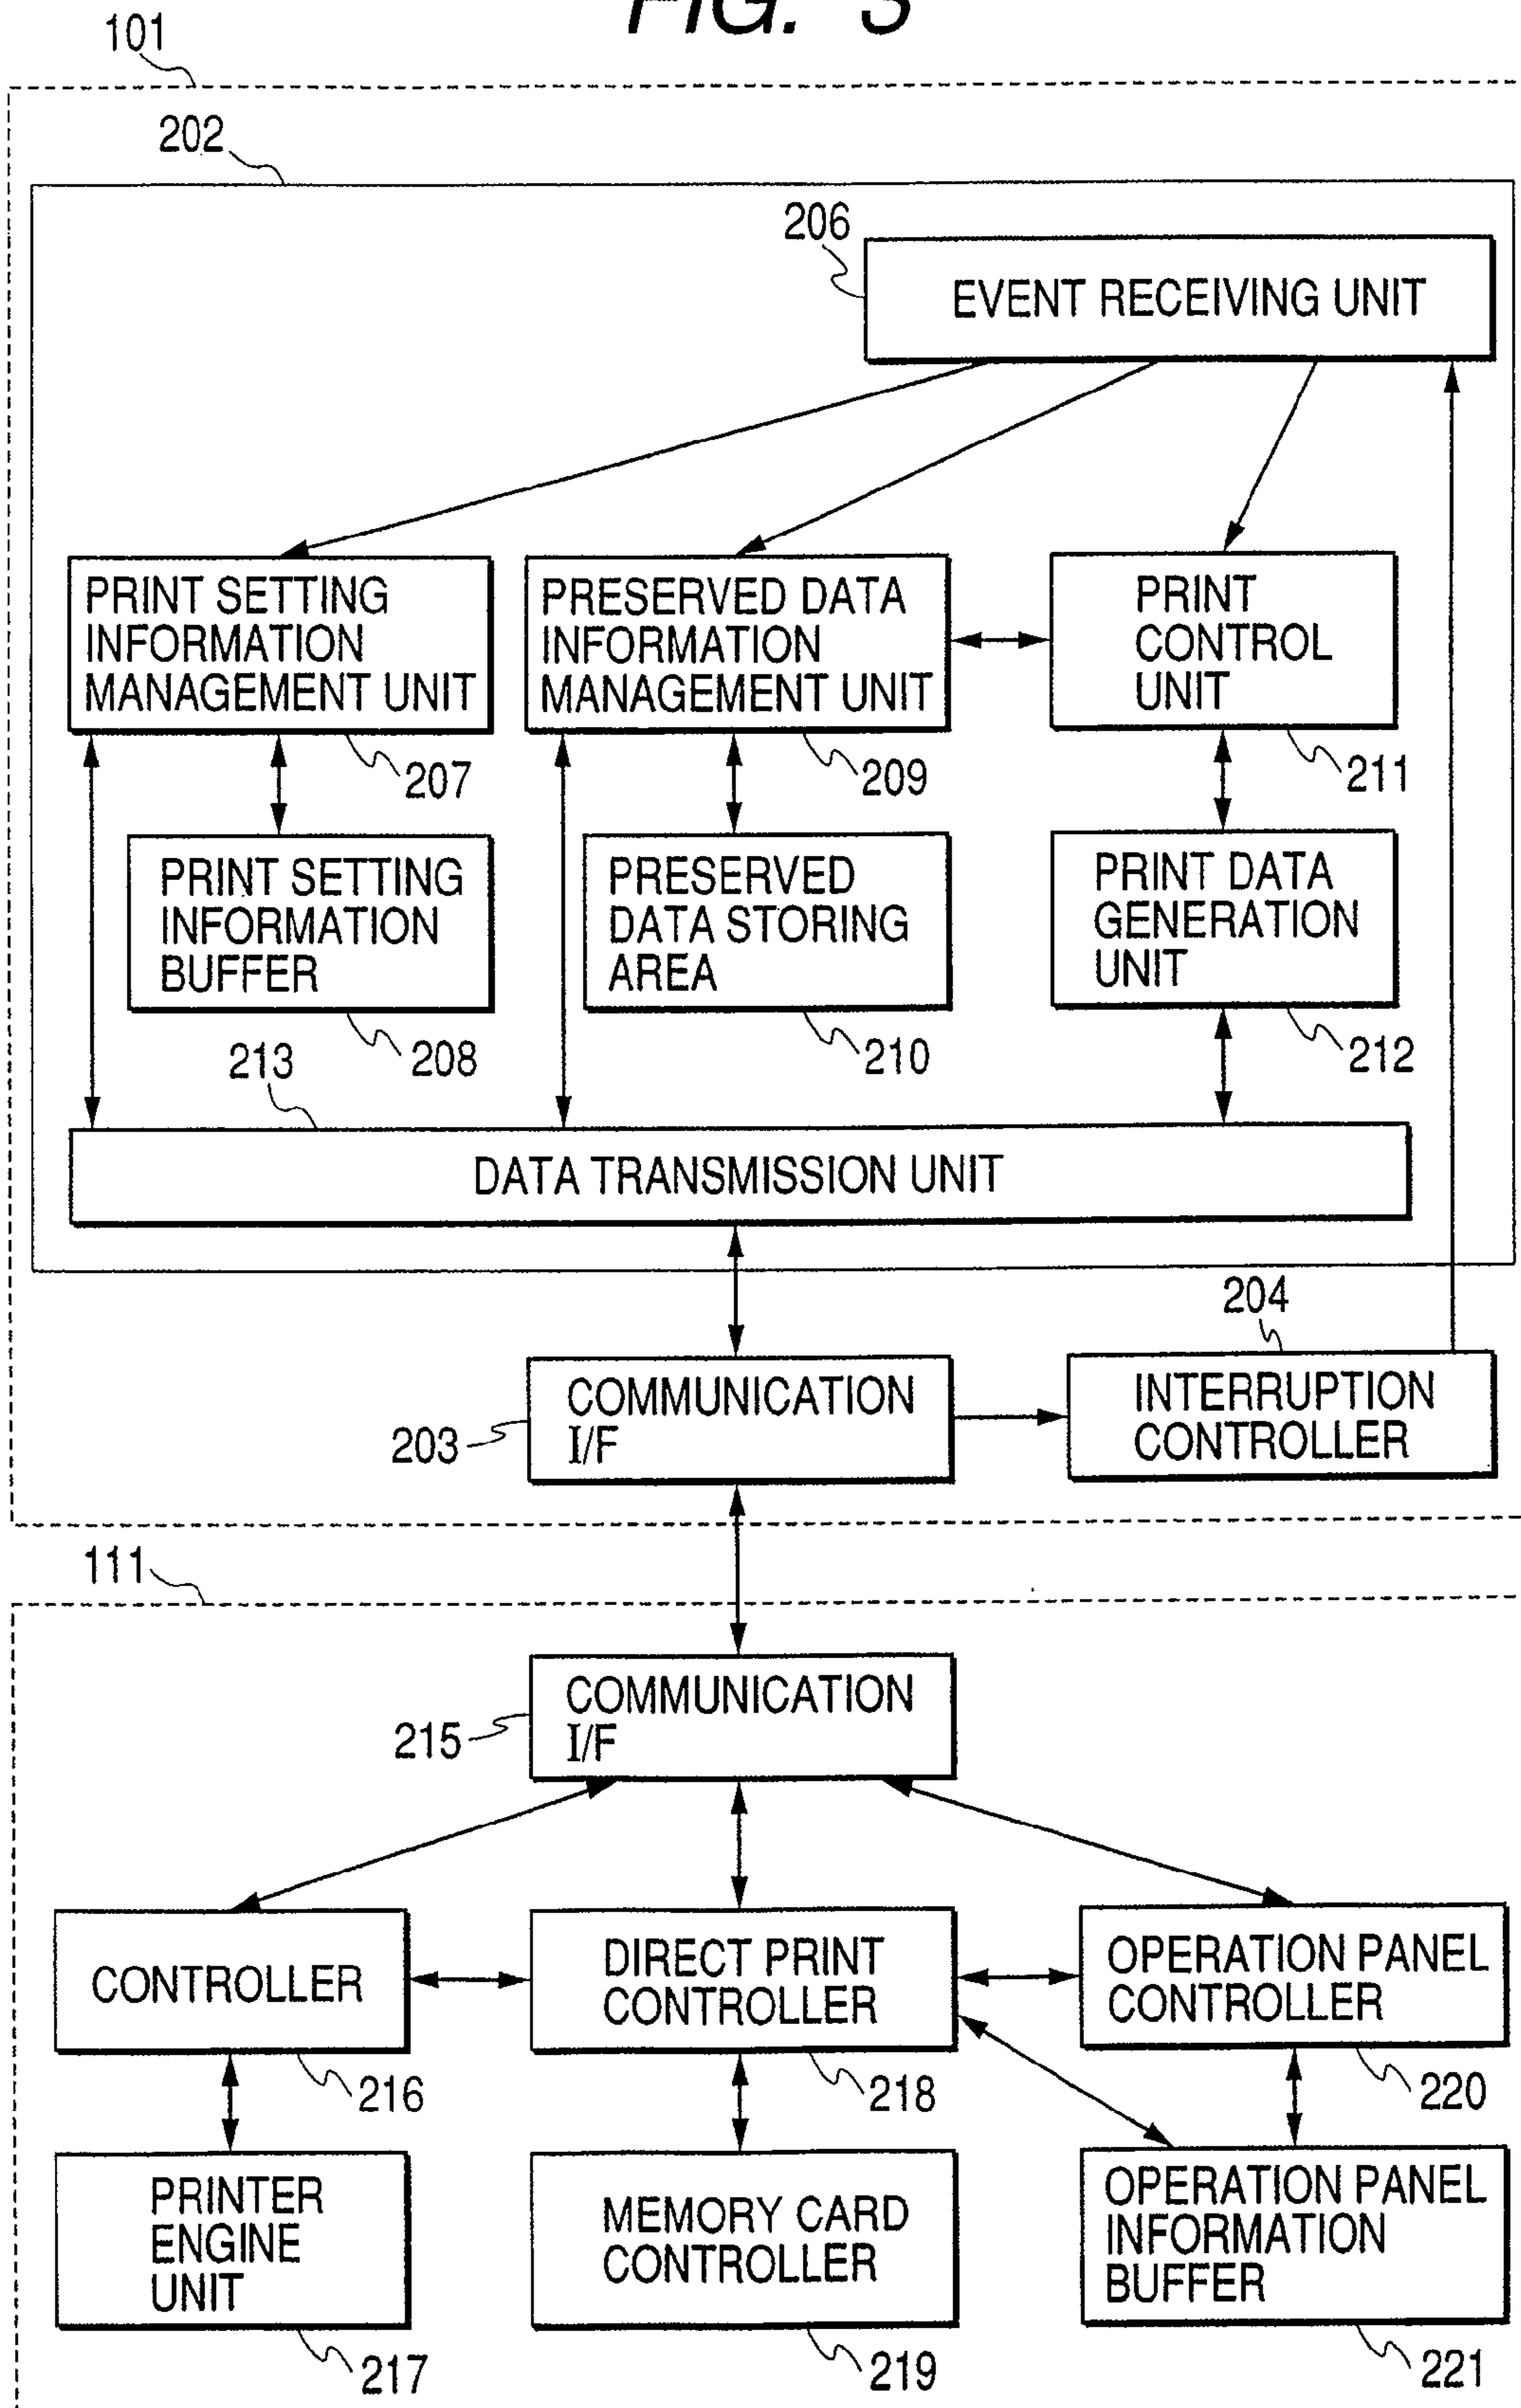 FIG. 3
101
202
206
EVENT RECEIVING UNIT
PRINT SETTING
INFORMATION
MANAGEMENT UNIT
PRESERVED DATA
INFORMATION
MANAGEMENT UNIT
PRINT
CONTROL
UNIT
207
209
211
PRINT SETTING
INFORMATION
BUFFER
PRESERVED
DATA STORING
AREA
PRINT DATA
GENERATION
UNIT
213
208
210
212
DATA TRANSMISSION UNIT
204
203
COMMUNICATION
I/F
INTERRUPTION
CONTROLLER
111
215
COMMUNICATION
I/F
CONTROLLER
DIRECT PRINT
CONTROLLER
OPERATION PANEL
CONTROLLER
216
218
220
PRINTER
ENGINE
UNIT
MEMORY CARD
CONTROLLER
OPERATION PANEL
INFORMATION
BUFFER
217
219
221